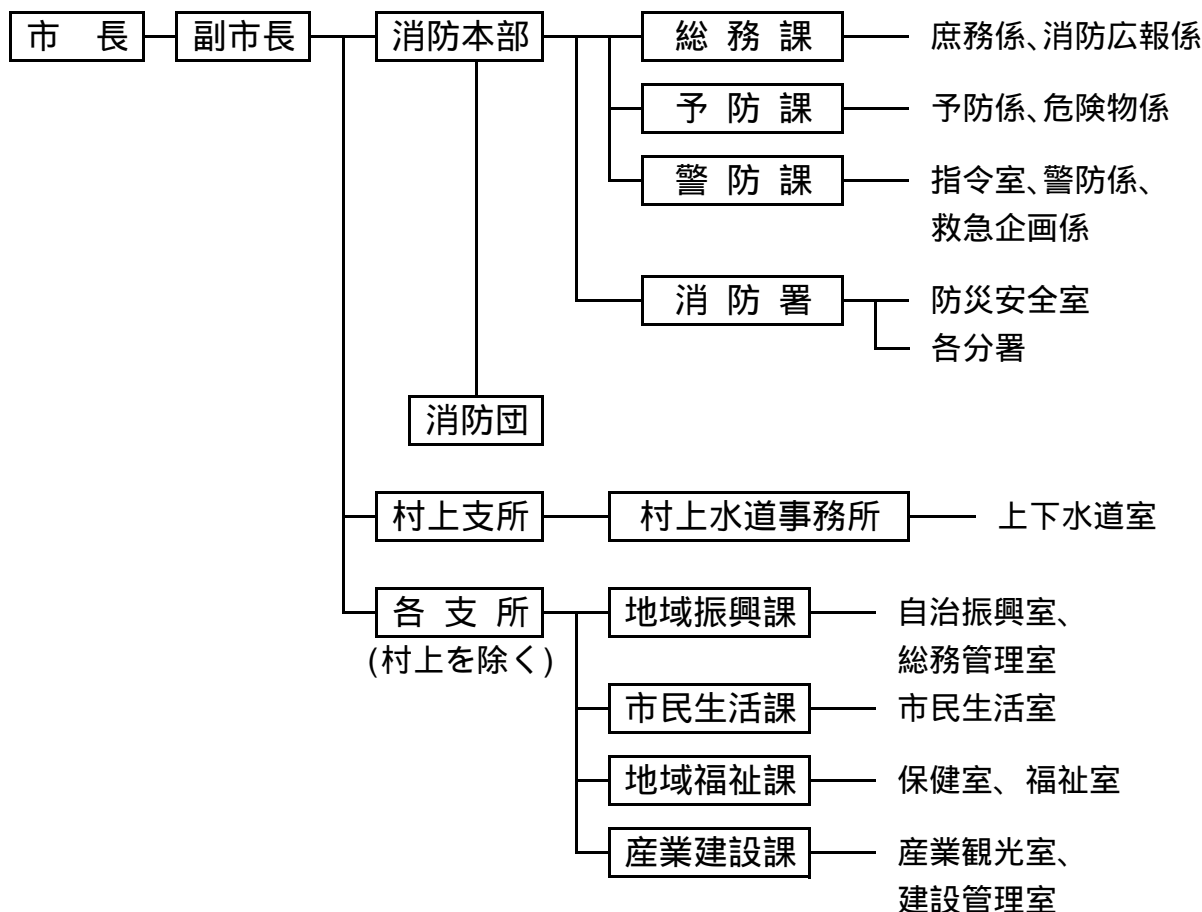 市　長 副市長 消防本部 総 務 課 庶務係、消防広報係
予 防 課 予防係、危険物係
警 防 課 指令室、警防係、
救急企画係
消 防 署 防災安全室
各分署
消防団
村上支所 村上水道事務所 上下水道室
各 支 所 地域振興課 自治振興室、
(村上を除く) 総務管理室
市民生活課 市民生活室
地域福祉課 保健室、福祉室
産業建設課 産業観光室、
建設管理室